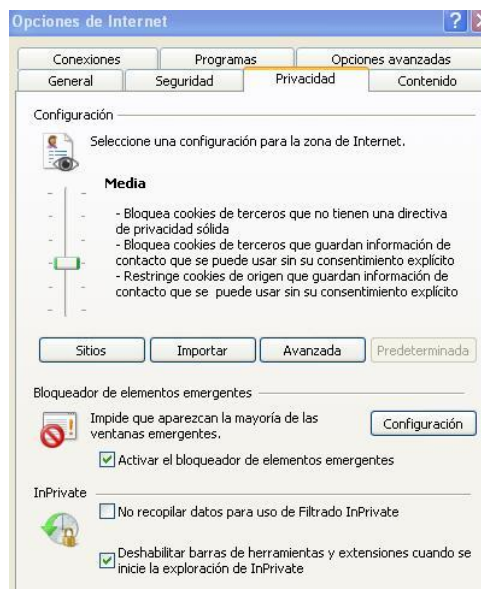 Opciones de Internet
Conexiones Programas Opciones avanzadas
General Seguridad Privacidad Contenido
Configuración
Seleccione una configuración para la zona de Internet.
Media
- Bloquea cookies de terceros que no tienen una directiva
de privacidad sólida
- Bloquea cookies de terceros que guardan información de
contacto que se puede usar sin su consentimiento explícito
- Restringe cookies de origen que guardan información de
contacto que se puede usar sin su consentimiento explícito
Sitios Importar Avanzada Predeterminada
Bloqueador de elementos emergentes
Impide que aparezcan la mayoría de las
ventanas emergentes.
Configuración
Activar el bloqueador de elementos emergentes
InPrivate
No recopilar datos para uso de Filtrado InPrivate
Deshabilitar barras de herramientas y extensiones cuando se
inicie la exploración de InPrivate